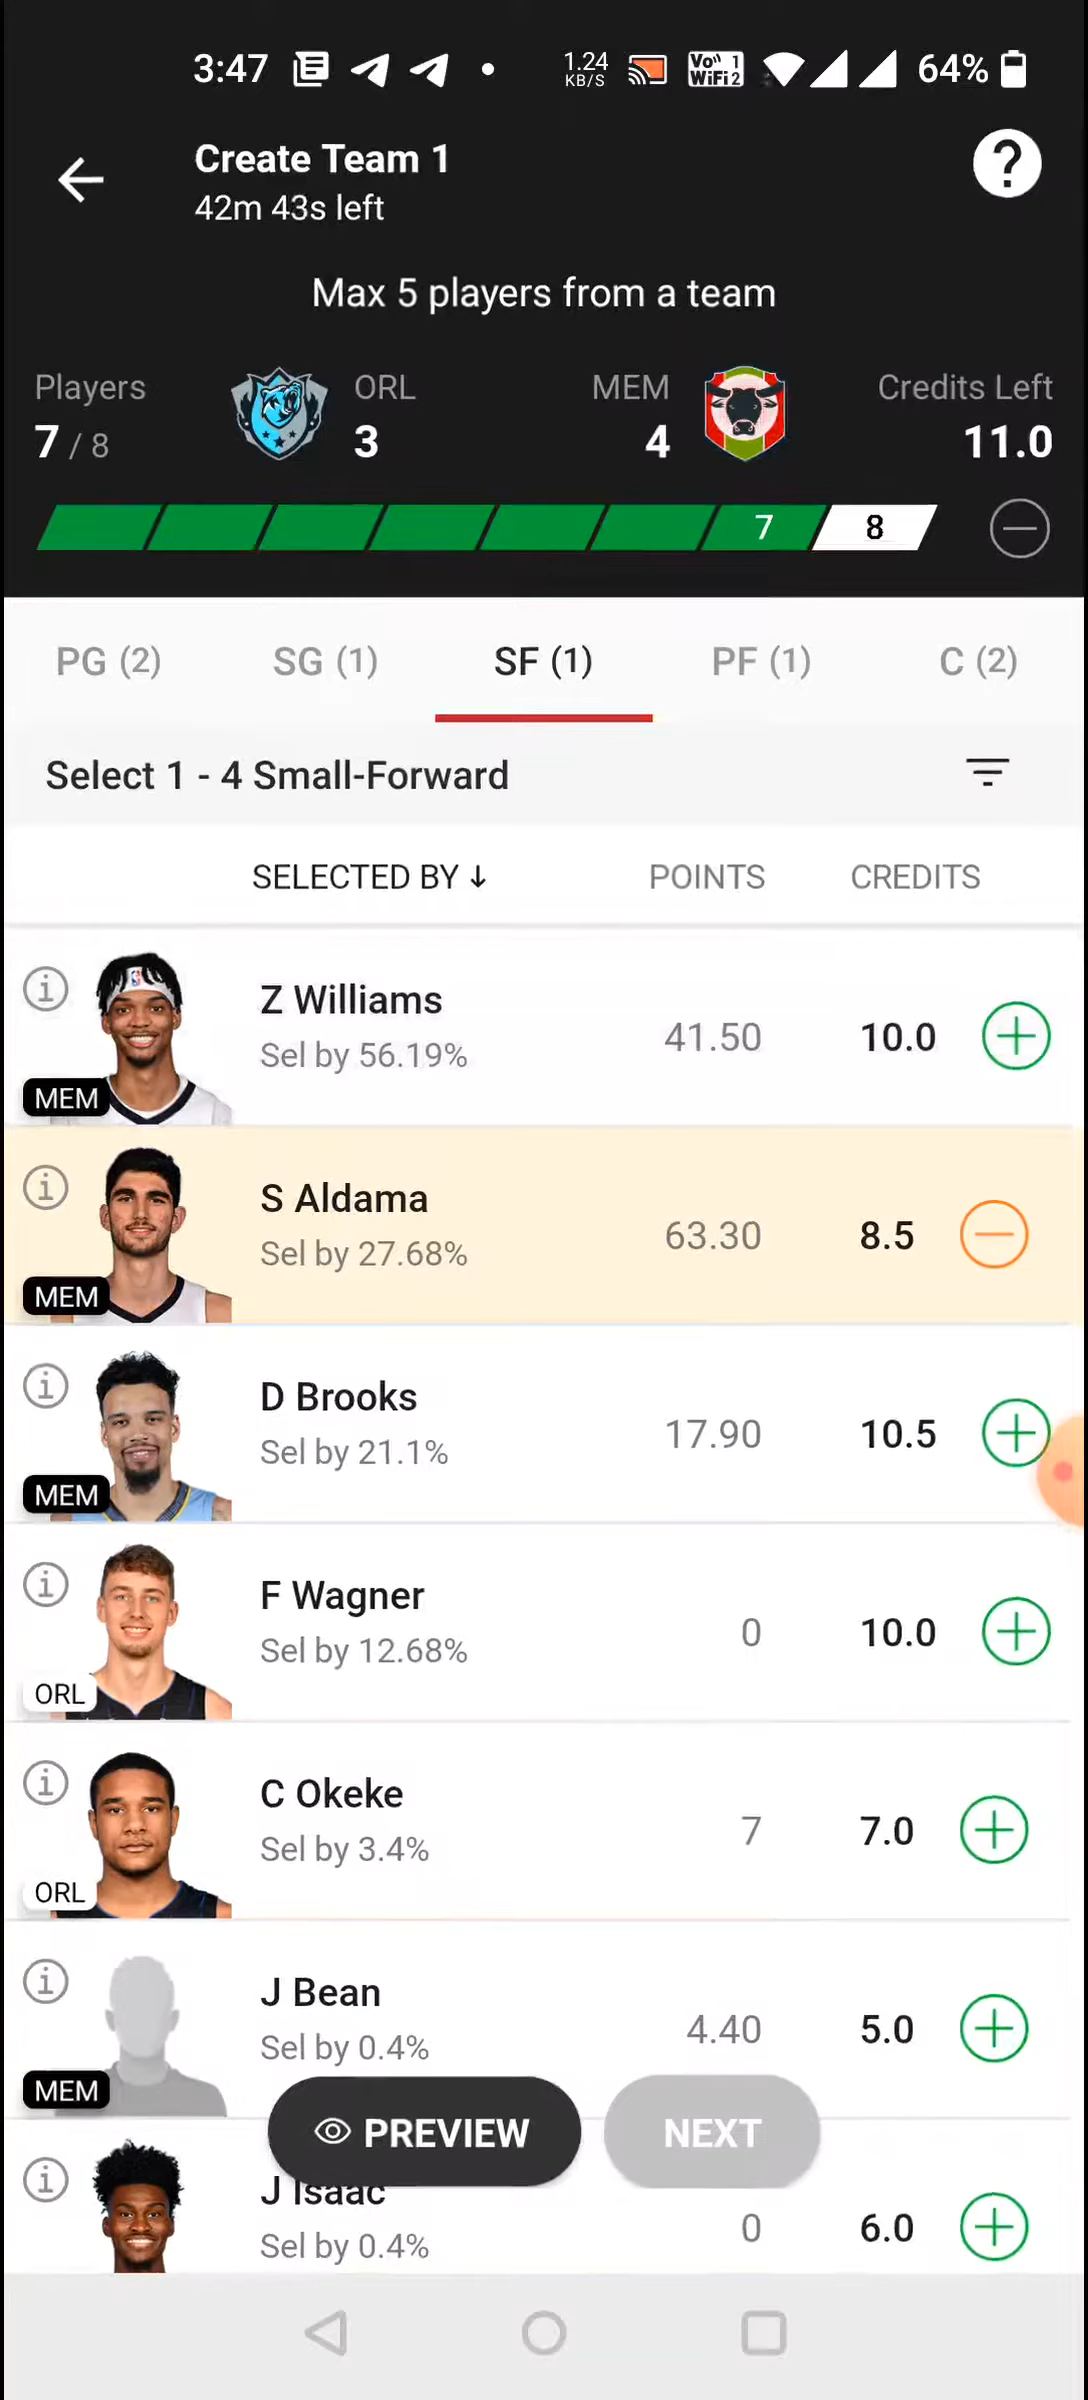 3:47 1.24 KB/S Vo 1 WiFi 2 64%
Create Team 1
42m 43s left
Max 5 players from a team
Players ORL MEM Credits Left
7 / 8 3 4 11.0
7 8
PG (2) SG (1) SF (1) PF (1) C (2)
Select 1 - 4 Small-Forward
SELECTED BY ↓ POINTS CREDITS
Z Williams
Sel by 56.19% 41.50 10.0
MEM
S Aldama
Sel by 27.68% 63.30 8.5
MEM
D Brooks
Sel by 21.1% 17.90 10.5
MEM
F Wagner
Sel by 12.68% 0 10.0
ORL
C Okeke
Sel by 3.4% 7 7.0
ORL
J Bean
Sel by 0.4% 4.40 5.0
MEM
PREVIEW NEXT
J Isaac
Sel by 0.4% 0 6.0